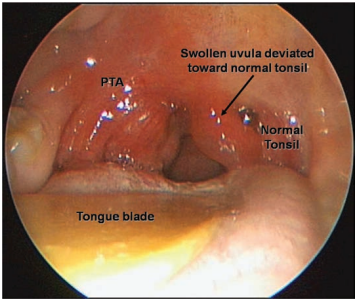 Swollen uvula deviated
toward normal tonsil
PTA
Normal
Tonsil
Tongue blade